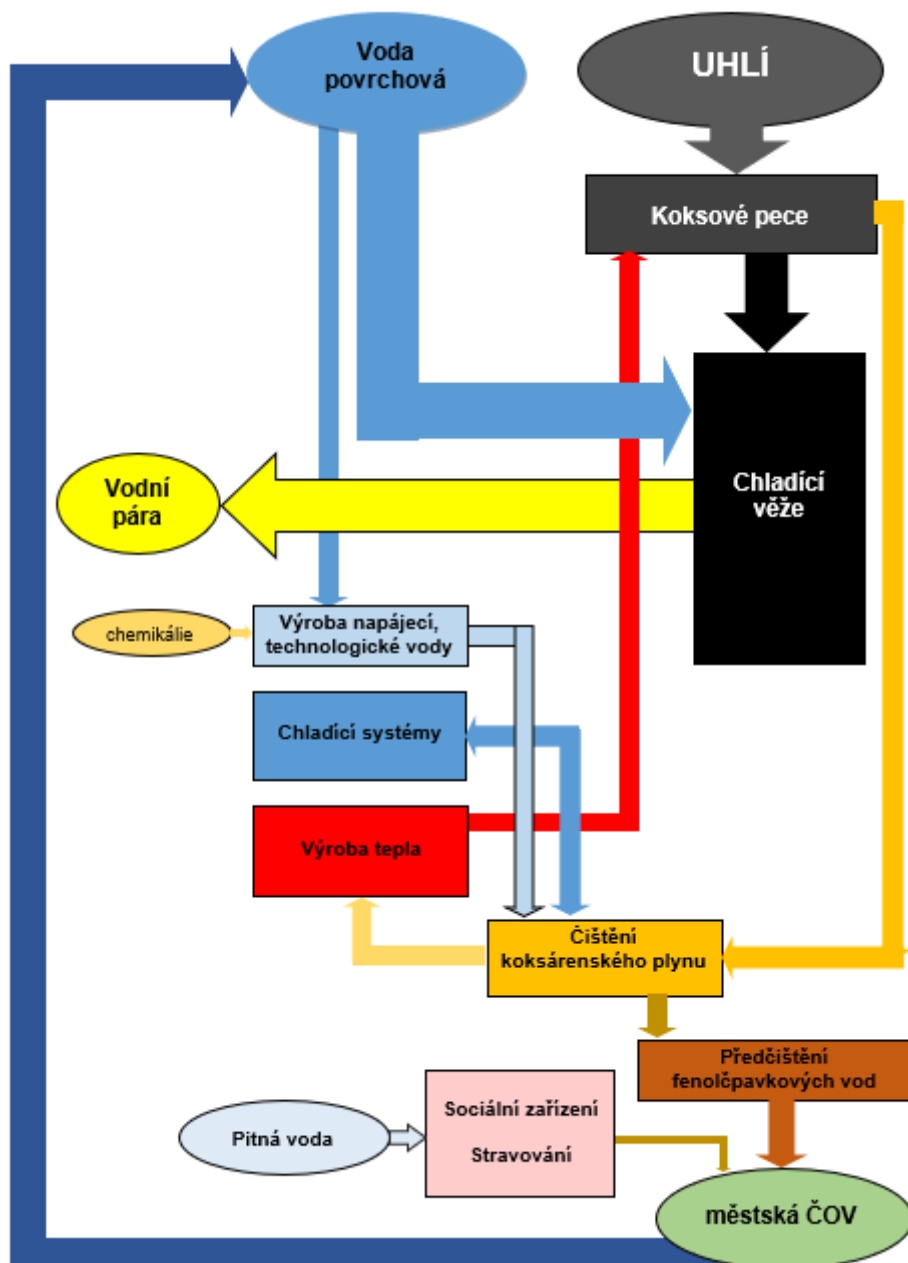 Voda
povrchová
UHLÍ
Koksové pece
Chladící
věže
Vodní
pára
chemikálie
Výroba napájecí,
technologické vody
Chladící systémy
Výroba tepla
Čištění
koksárenského plynu
Předčištění
fenolčpavkových vod
Sociální zařízení
Stravování
Pitná voda
městská ČOV